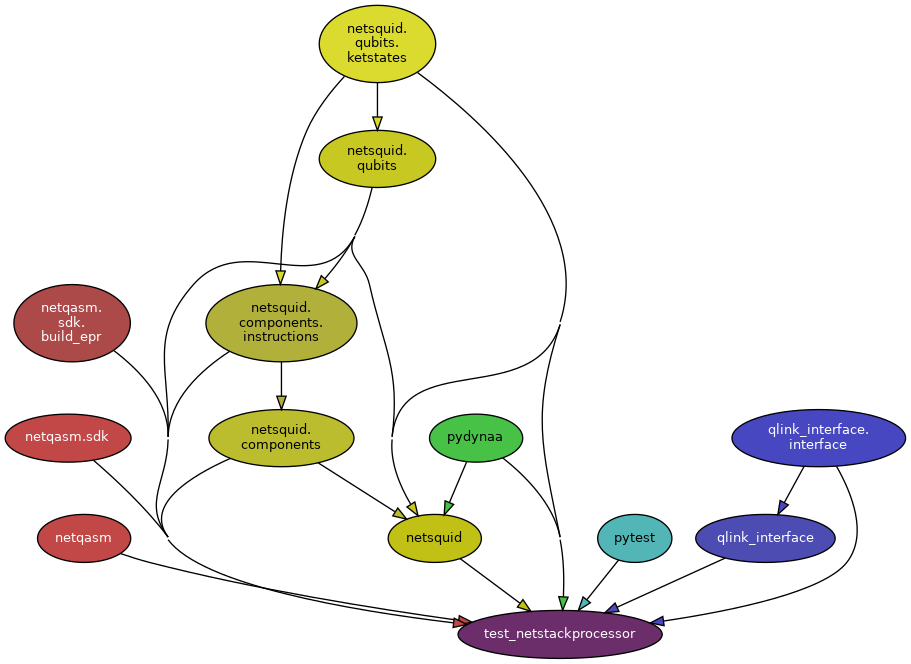 netsquid.
qubits.
ketstates
netsquid.
qubits
netqasm.
sdk.
build_epr
netsquid.
components.
instructions
netqasm.sdk
netsquid.
components
pydynaa
qlink_interface.
interface
netqasm
netsquid
pytest
qlink_interface
test_netstackprocessor